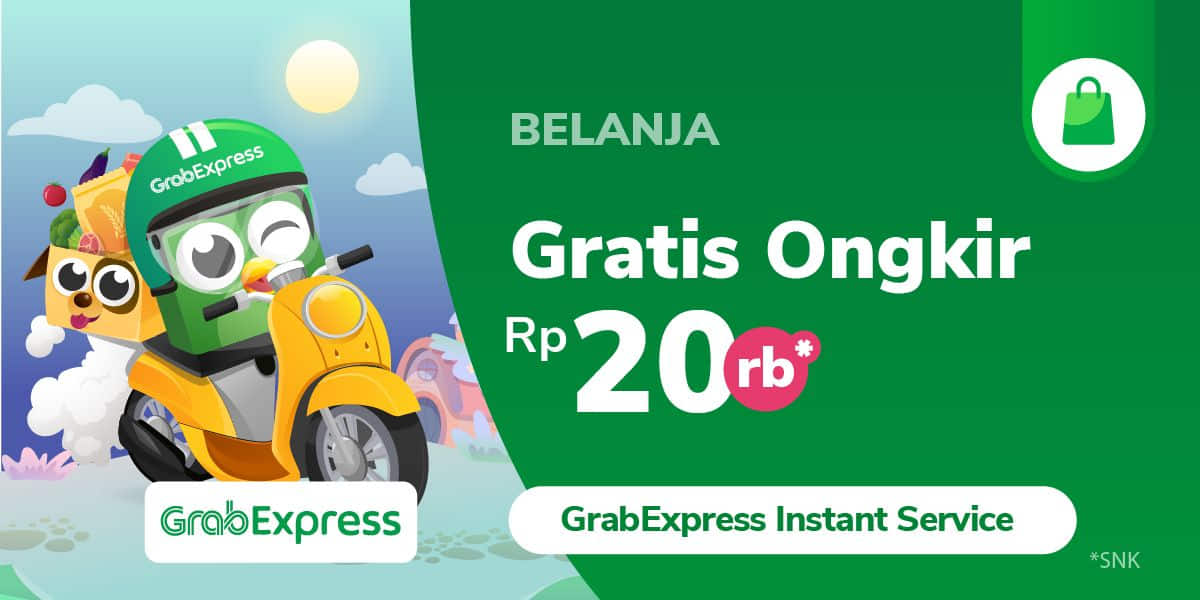 GrabExpress
BELANJA
Gratis Ongkir
Rp 20rb*
GrabExpress
GrabExpress Instant Service
*SNK